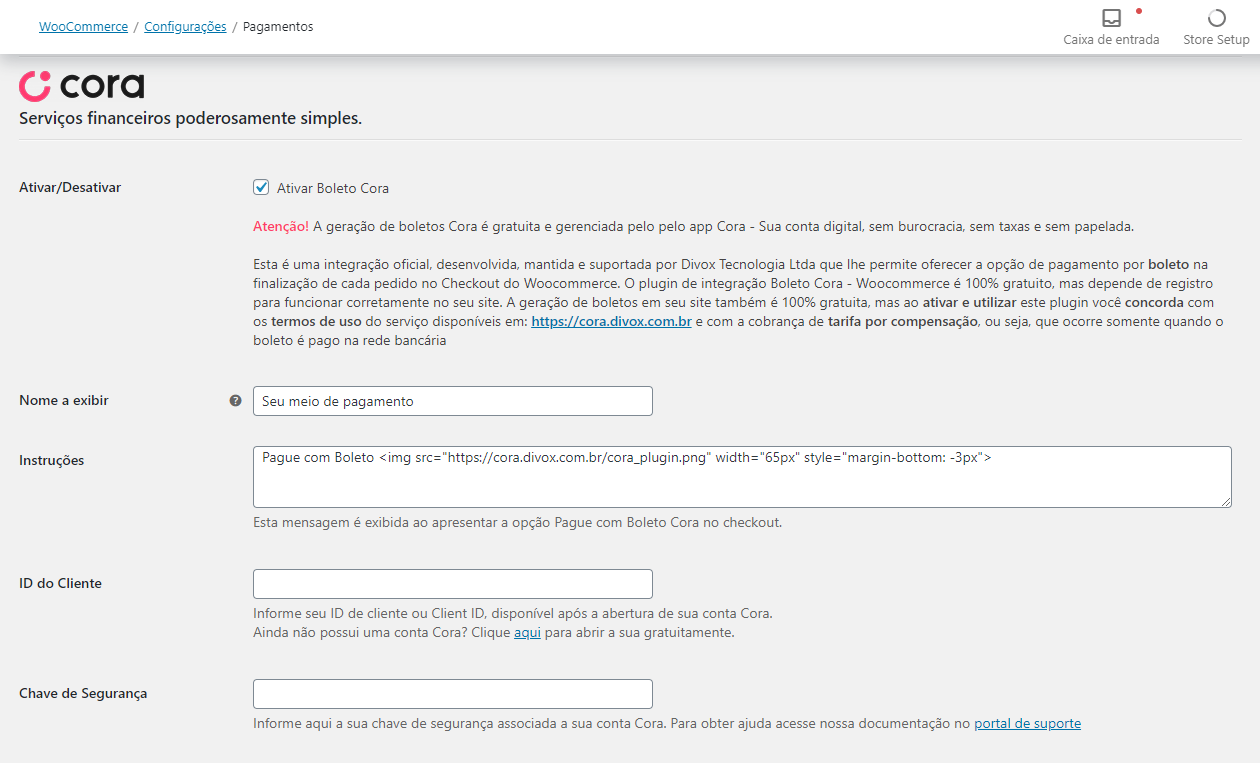 WooCommerce / Configurações / Pagamentos
Caixa de entrada
Store Setup
cora
Serviços financeiros poderosamente simples.
Ativar/Desativar
Ativar Boleto Cora
Atenção! A geração de boletos Cora é gratuita e gerenciada pelo pelo app Cora - Sua conta digital, sem burocracia, sem taxas e sem papelada.
Esta é uma integração oficial, desenvolvida, mantida e suportada por Divox Tecnologia Ltda que lhe permite oferecer a opção de pagamento por boleto na
finalização de cada pedido no Checkout do Woocommerce. O plugin de integração Boleto Cora - Woocommerce é 100% gratuito, mas depende de registro
para funcionar corretamente no seu site. A geração de boletos em seu site também é 100% gratuita, mas ao ativar e utilizar este plugin você concorda com
os termos de uso do serviço disponíveis em: https://cora.divox.com.br e com a cobrança de tarifa por compensação, ou seja, que ocorre somente quando o
boleto é pago na rede bancária
Nome a exibir
?
Seu meio de pagamento
Instruções
Pague com Boleto <img src="https://cora.divox.com.br/cora_plugin.png" width="65px" style="margin-bottom: -3px">
Esta mensagem é exibida ao apresentar a opção Pague com Boleto Cora no checkout.
ID do Cliente
Informe seu ID de cliente ou Client ID, disponível após a abertura de sua conta Cora.
Ainda não possui uma conta Cora? Clique aqui para abrir a sua gratuitamente.
Chave de Segurança
Informe aqui a sua chave de segurança associada a sua conta Cora. Para obter ajuda acesse nossa documentação no portal de suporte